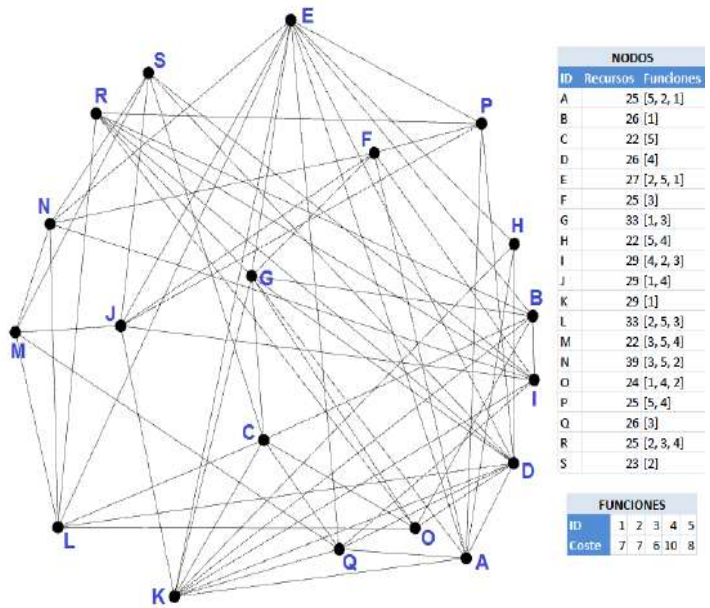 E
S
R
P
F
N
H
G
B
J
M
I
C
D
L
O
Q
A
K
NODOS
ID Recursos Funciones
A 25 [5, 2, 1]
B 26 [1]
C 22 [5]
D 26 [4]
E 27 [2, 5, 1]
F 25 [3]
G 33 [1, 3]
H 22 [5, 4]
I 29 [4, 2, 3]
J 29 [1, 4]
K 29 [1]
L 33 [2, 5, 3]
M 22 [3, 5, 4]
N 39 [3, 5, 2]
O 24 [1, 4, 2]
P 25 [5, 4]
Q 26 [3]
R 25 [2, 3, 4]
S 23 [2]
FUNCIONES
ID 1 2 3 4 5
Coste 7 7 6 10 8